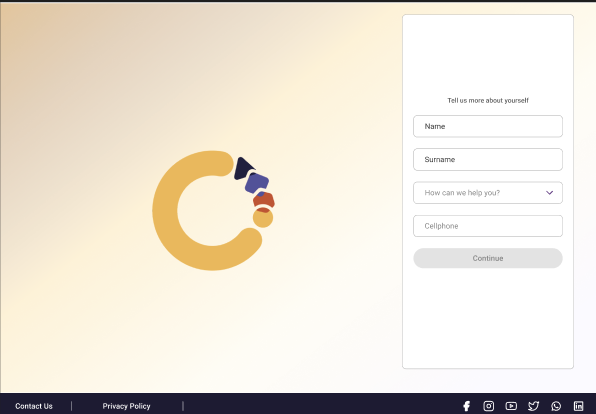 Tell us more about yourself
Name
Surname
How can we help you?
Cellphone
Continue
Contact Us | Privacy Policy |